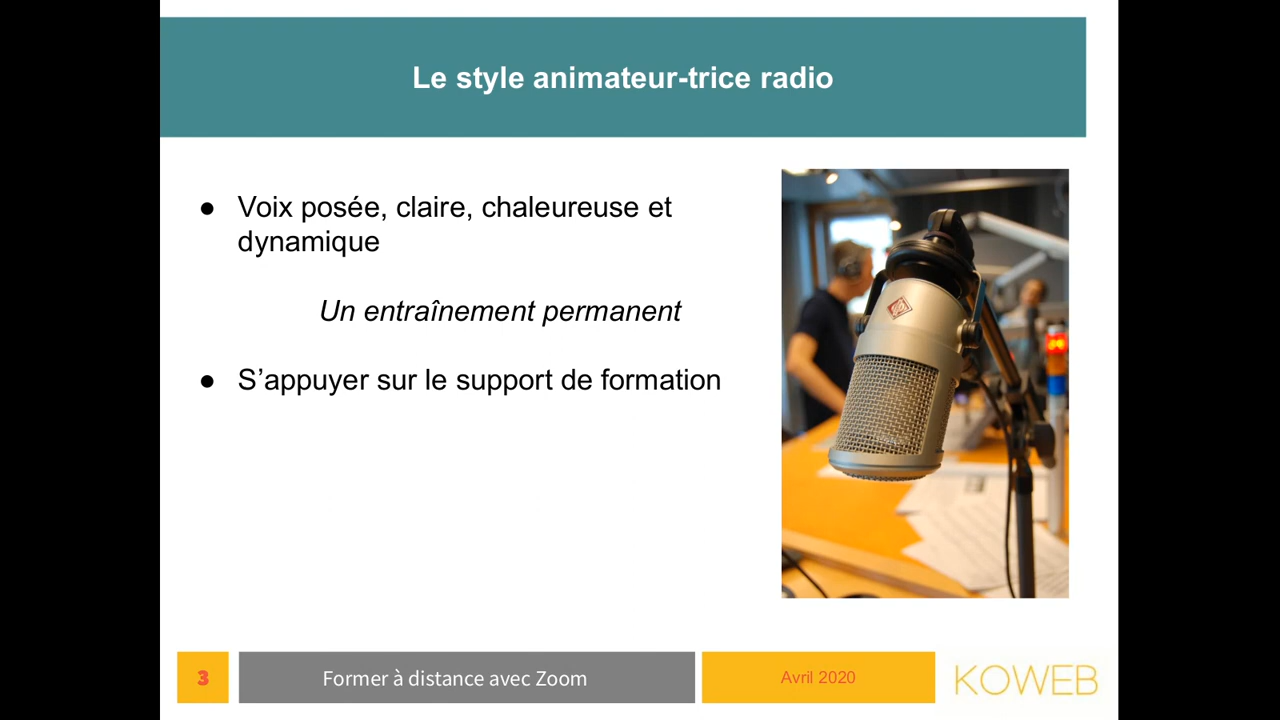 Le style animateur-trice radio
● Voix posée, claire, chaleureuse et
dynamique
Un entraînement permanent
● S’appuyer sur le support de formation
3
Former à distance avec Zoom
Avril 2020
KOWEB